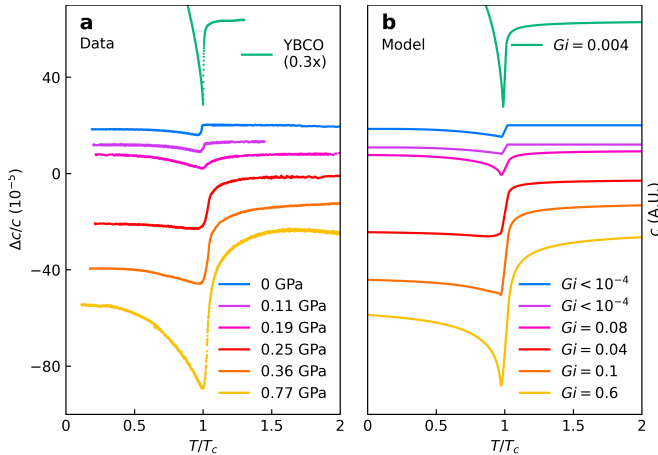 a
Data
YBCO
(0.3x)
Δc/c (10⁻⁵)
40
0
−40
−80
0 GPa
0.11 GPa
0.19 GPa
0.25 GPa
0.36 GPa
0.77 GPa
0 0.5 1 1.5 2
T/T_c
b
Model
Gi = 0.004
Gi < 10⁻⁴
Gi < 10⁻⁴
Gi = 0.08
Gi = 0.04
Gi = 0.1
Gi = 0.6
c (A.U.)
0 0.5 1 1.5 2
T/T_c